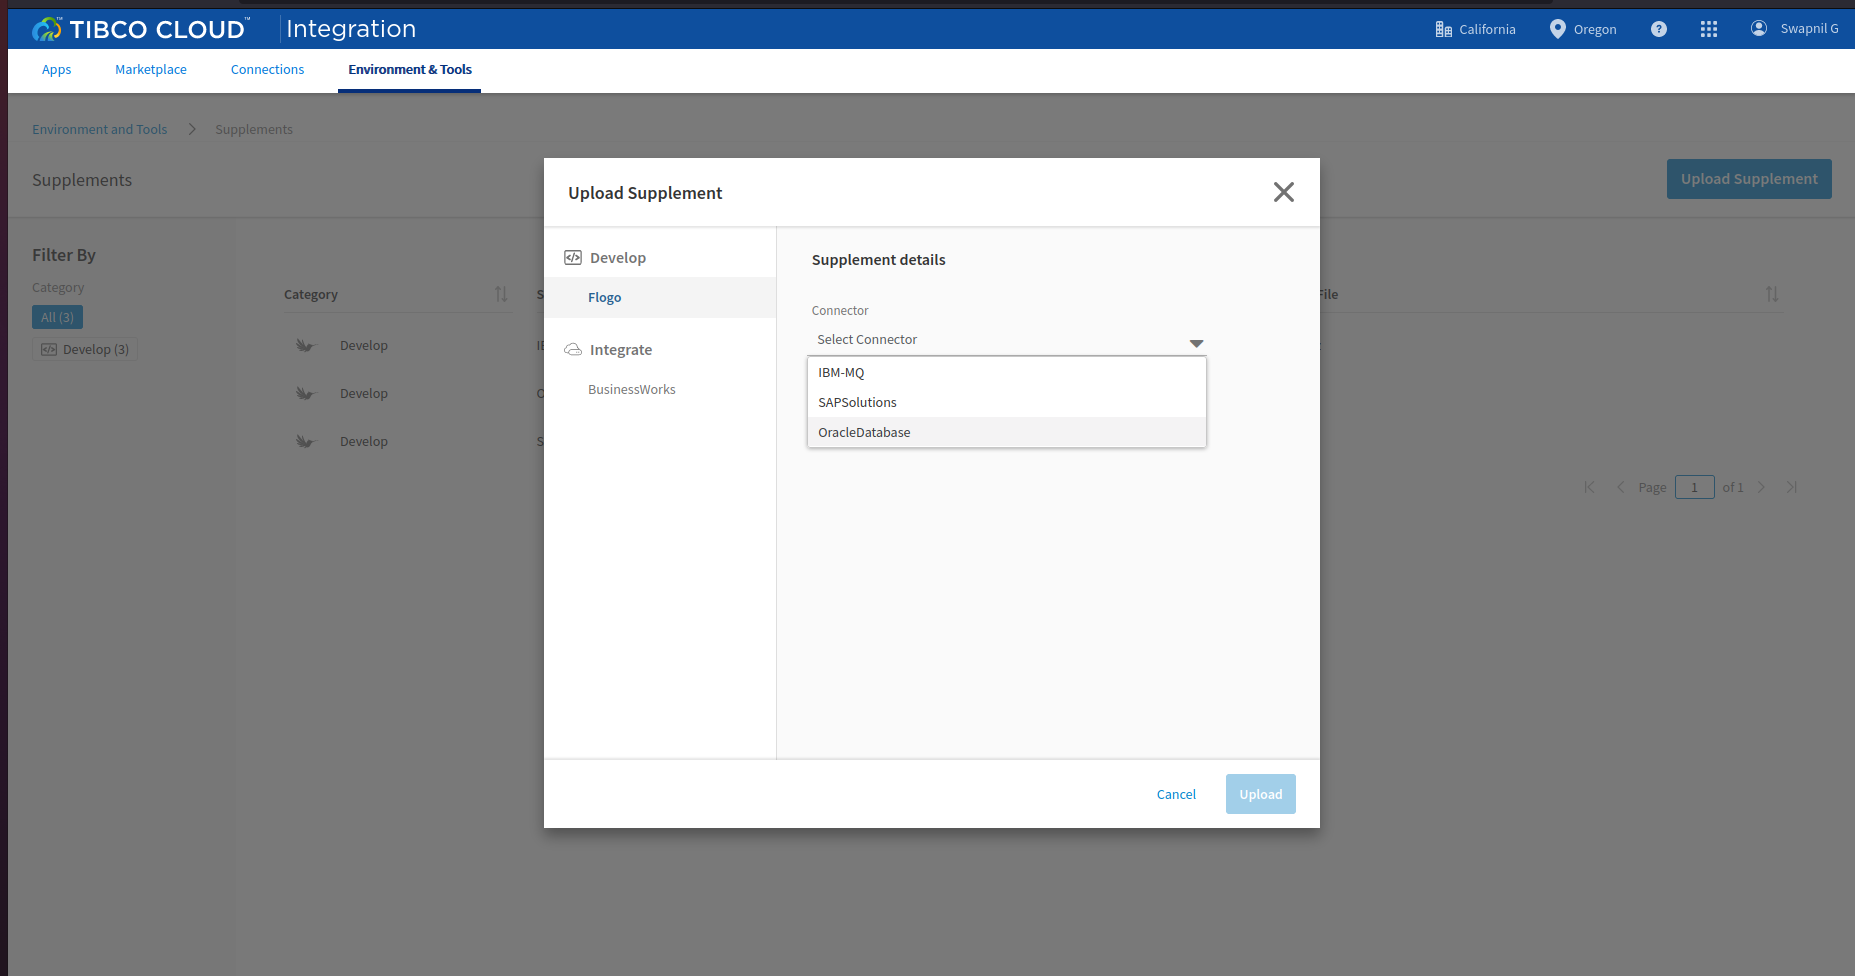 TIBCO CLOUD™ Integration
California
Oregon
?
Swapnil G
Apps
Marketplace
Connections
Environment & Tools
Environment and Tools
Supplements
Supplements
Upload Supplement
Filter By
Category
All (3)
Develop (3)
Category
File
Develop
Develop
Develop
Page 1 of 1
Upload Supplement
Develop
Flogo
Integrate
BusinessWorks
Supplement details
Connector
Select Connector
IBM-MQ
SAPSolutions
OracleDatabase
Cancel
Upload